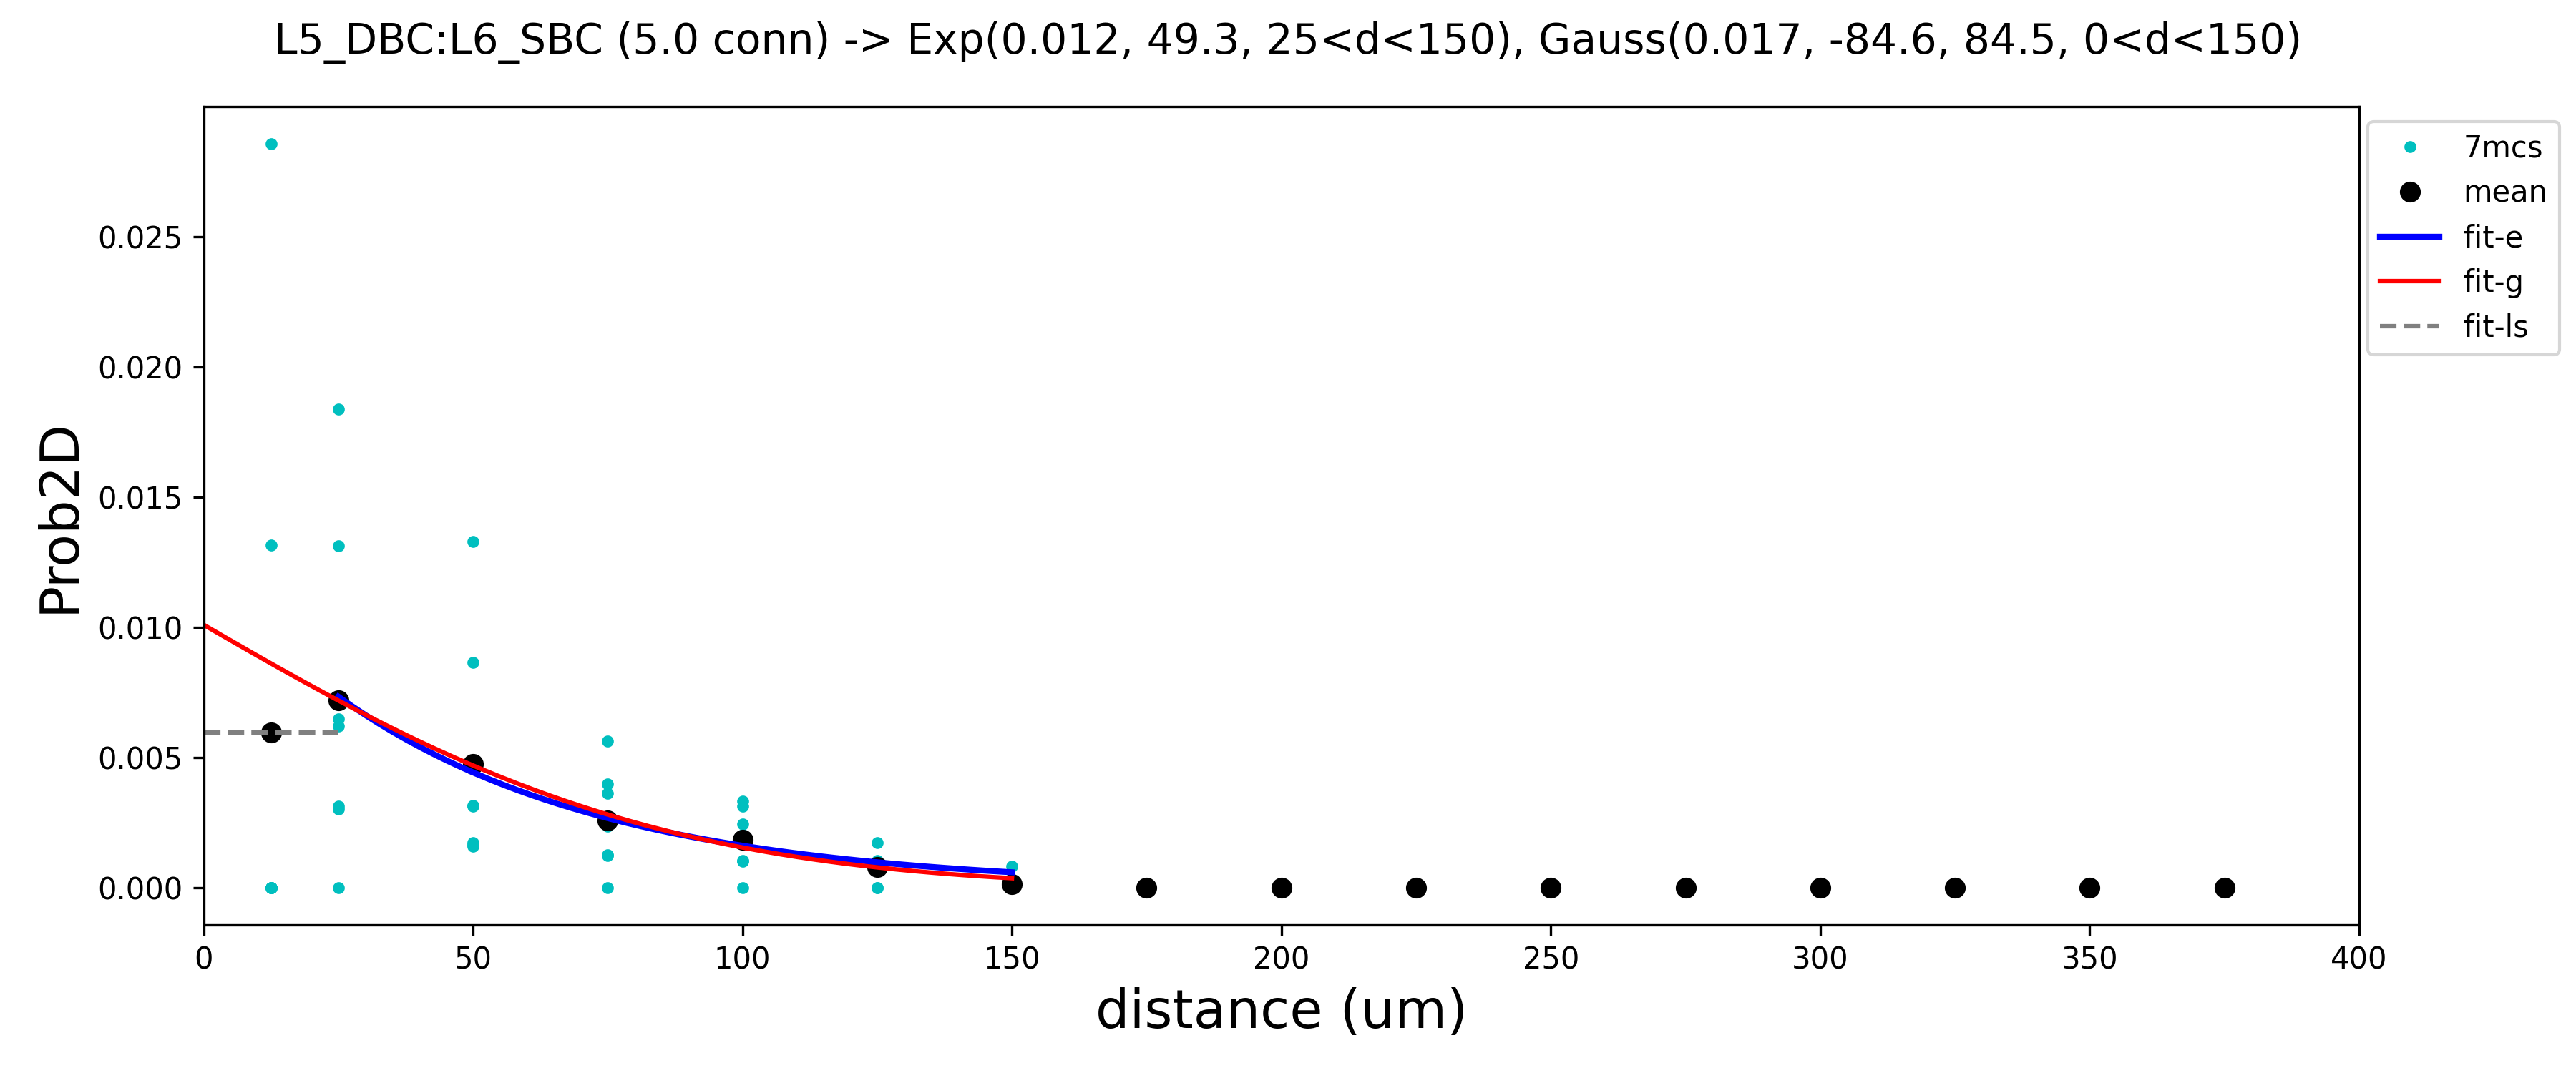 L5_DBC:L6_SBC (5.0 conn) -> Exp(0.012, 49.3, 25<d<150), Gauss(0.017, -84.6, 84.5, 0<d<150)
7mcs
mean
fit-e
fit-g
fit-ls
Prob2D
0.025
0.020
0.015
0.010
0.005
0.000
0 50 100 150 200 250 300 350 400
distance (um)